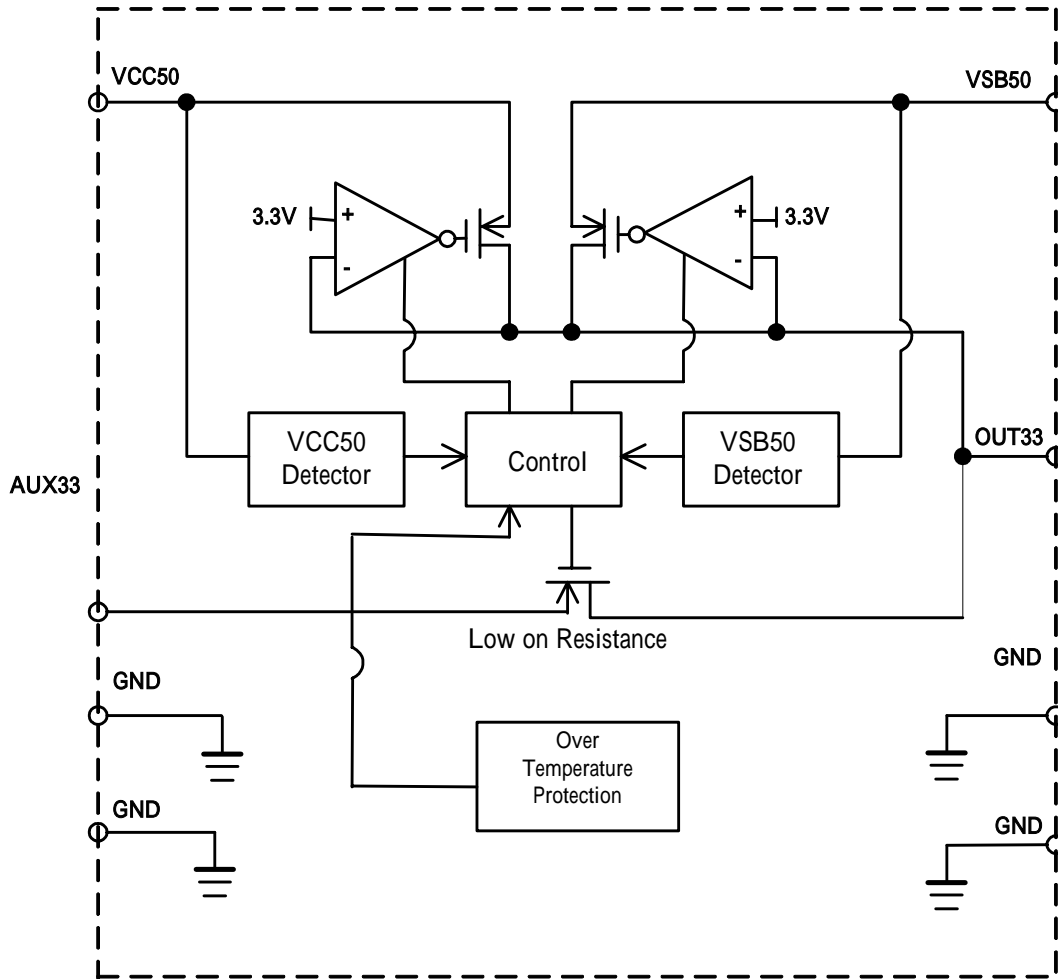 VCC50
VSB50
3.3V
+
-
+
-
3.3V
VCC50
Detector
Control
VSB50
Detector
OUT33
AUX33
Low on Resistance
GND
GND
Over
Temperature
Protection
GND
GND